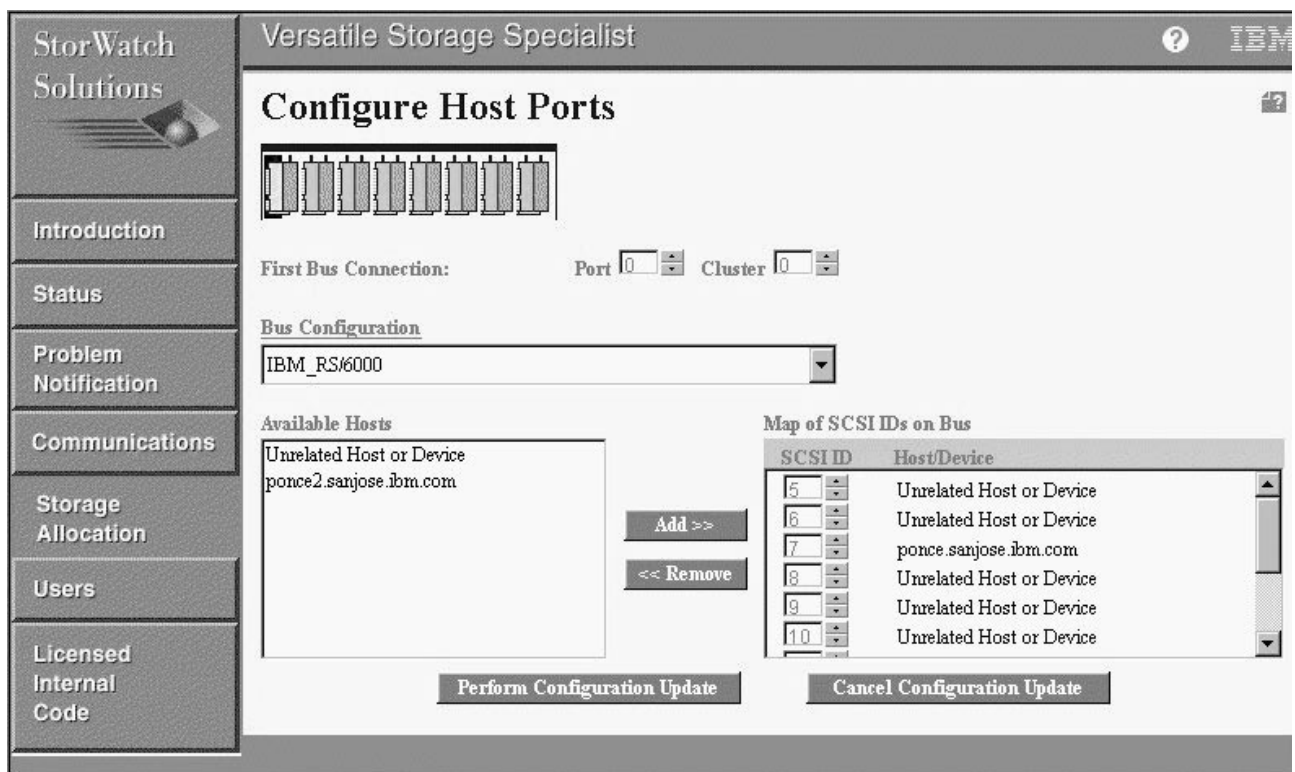 StorWatch
Solutions
Versatile Storage Specialist
?
IBM
Configure Host Ports
?
Introduction
Status
Problem
Notification
Communications
Storage
Allocation
Users
Licensed
Internal
Code
First Bus Connection:
Port 0
Cluster 0
Bus Configuration
IBM_RS/6000
Available Hosts
Unrelated Host or Device
ponce2.sanjose.ibm.com
Add >>
<< Remove
Map of SCSI IDs on Bus
SCSI ID Host/Device
5 Unrelated Host or Device
6 Unrelated Host or Device
7 ponce.sanjose.ibm.com
8 Unrelated Host or Device
9 Unrelated Host or Device
10 Unrelated Host or Device
Perform Configuration Update
Cancel Configuration Update